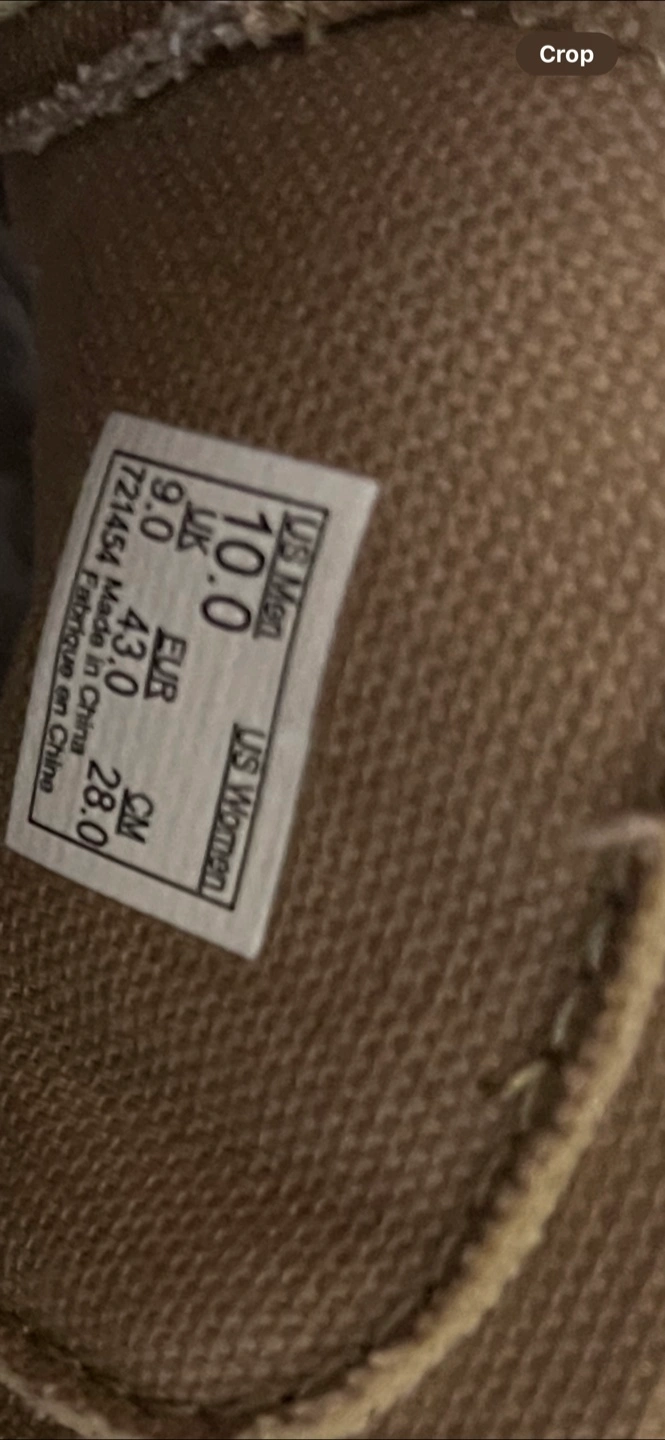 Crop
US Men US Women
10.0
UK EUR CM
9.0 43.0 28.0
721454 Made in China
Fabriqué en Chine